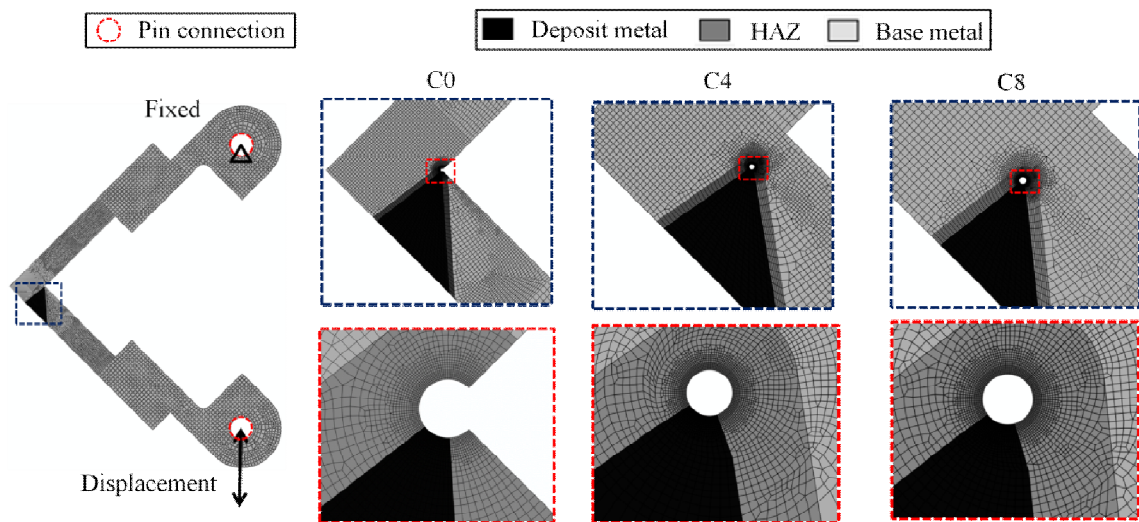 Pin connection
Deposit metal HAZ Base metal
C0 C4 C8
Fixed
Displacement